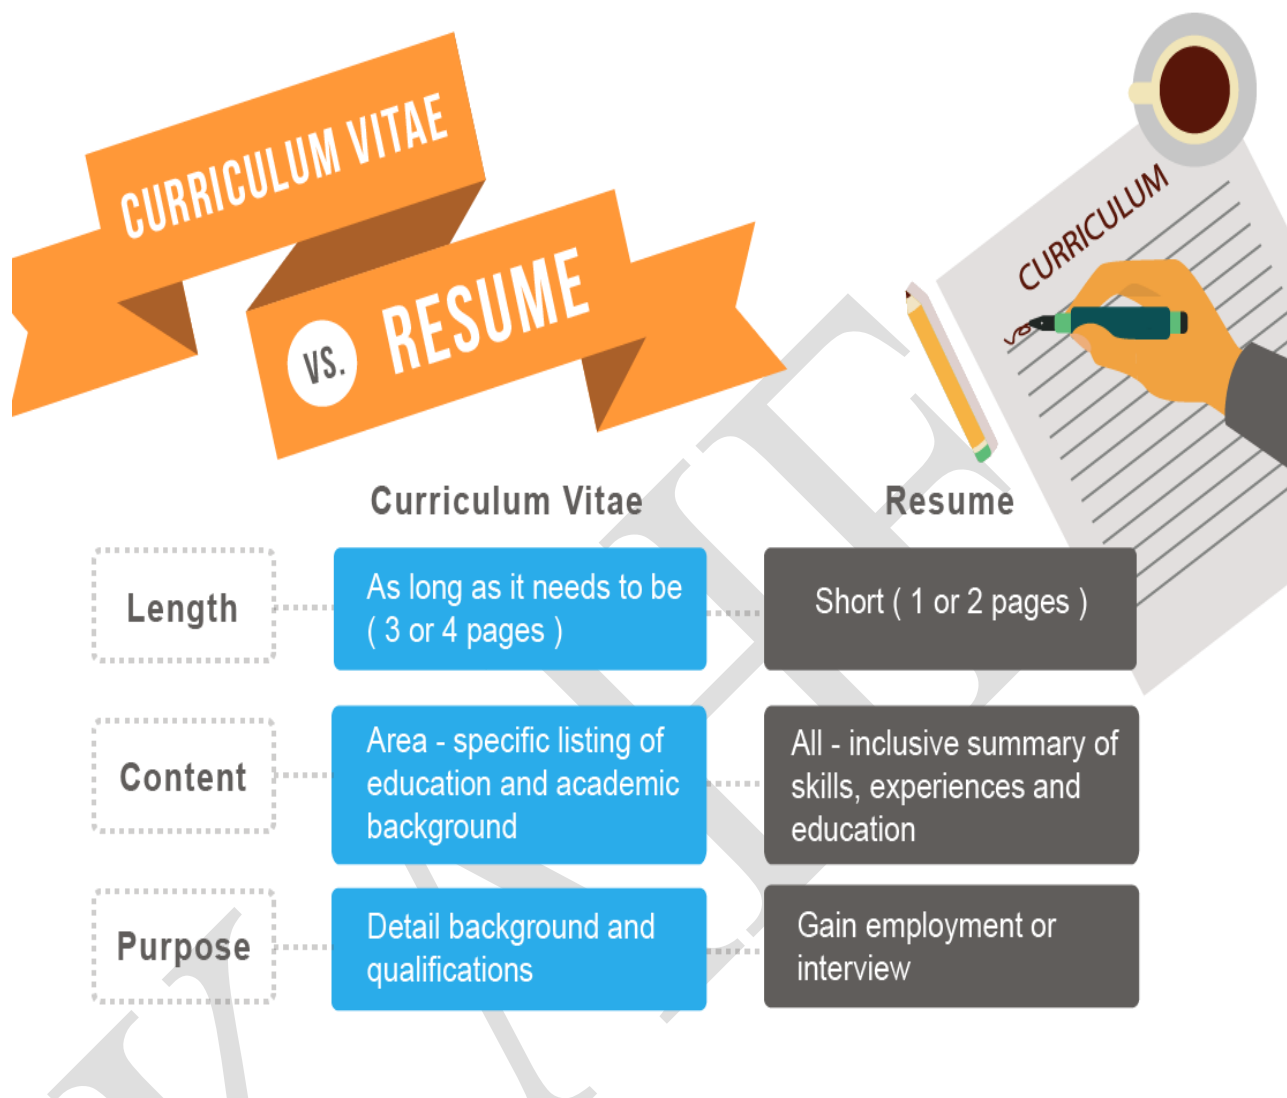 CURRICULUM VITAE
VS. RESUME
CURRICULUM
Curriculum Vitae
Resume
Length
As long as it needs to be
( 3 or 4 pages )
Short ( 1 or 2 pages )
Content
Area - specific listing of
education and academic
background
All - inclusive summary of
skills, experiences and
education
Purpose
Detail background and
qualifications
Gain employment or
interview
KAHE